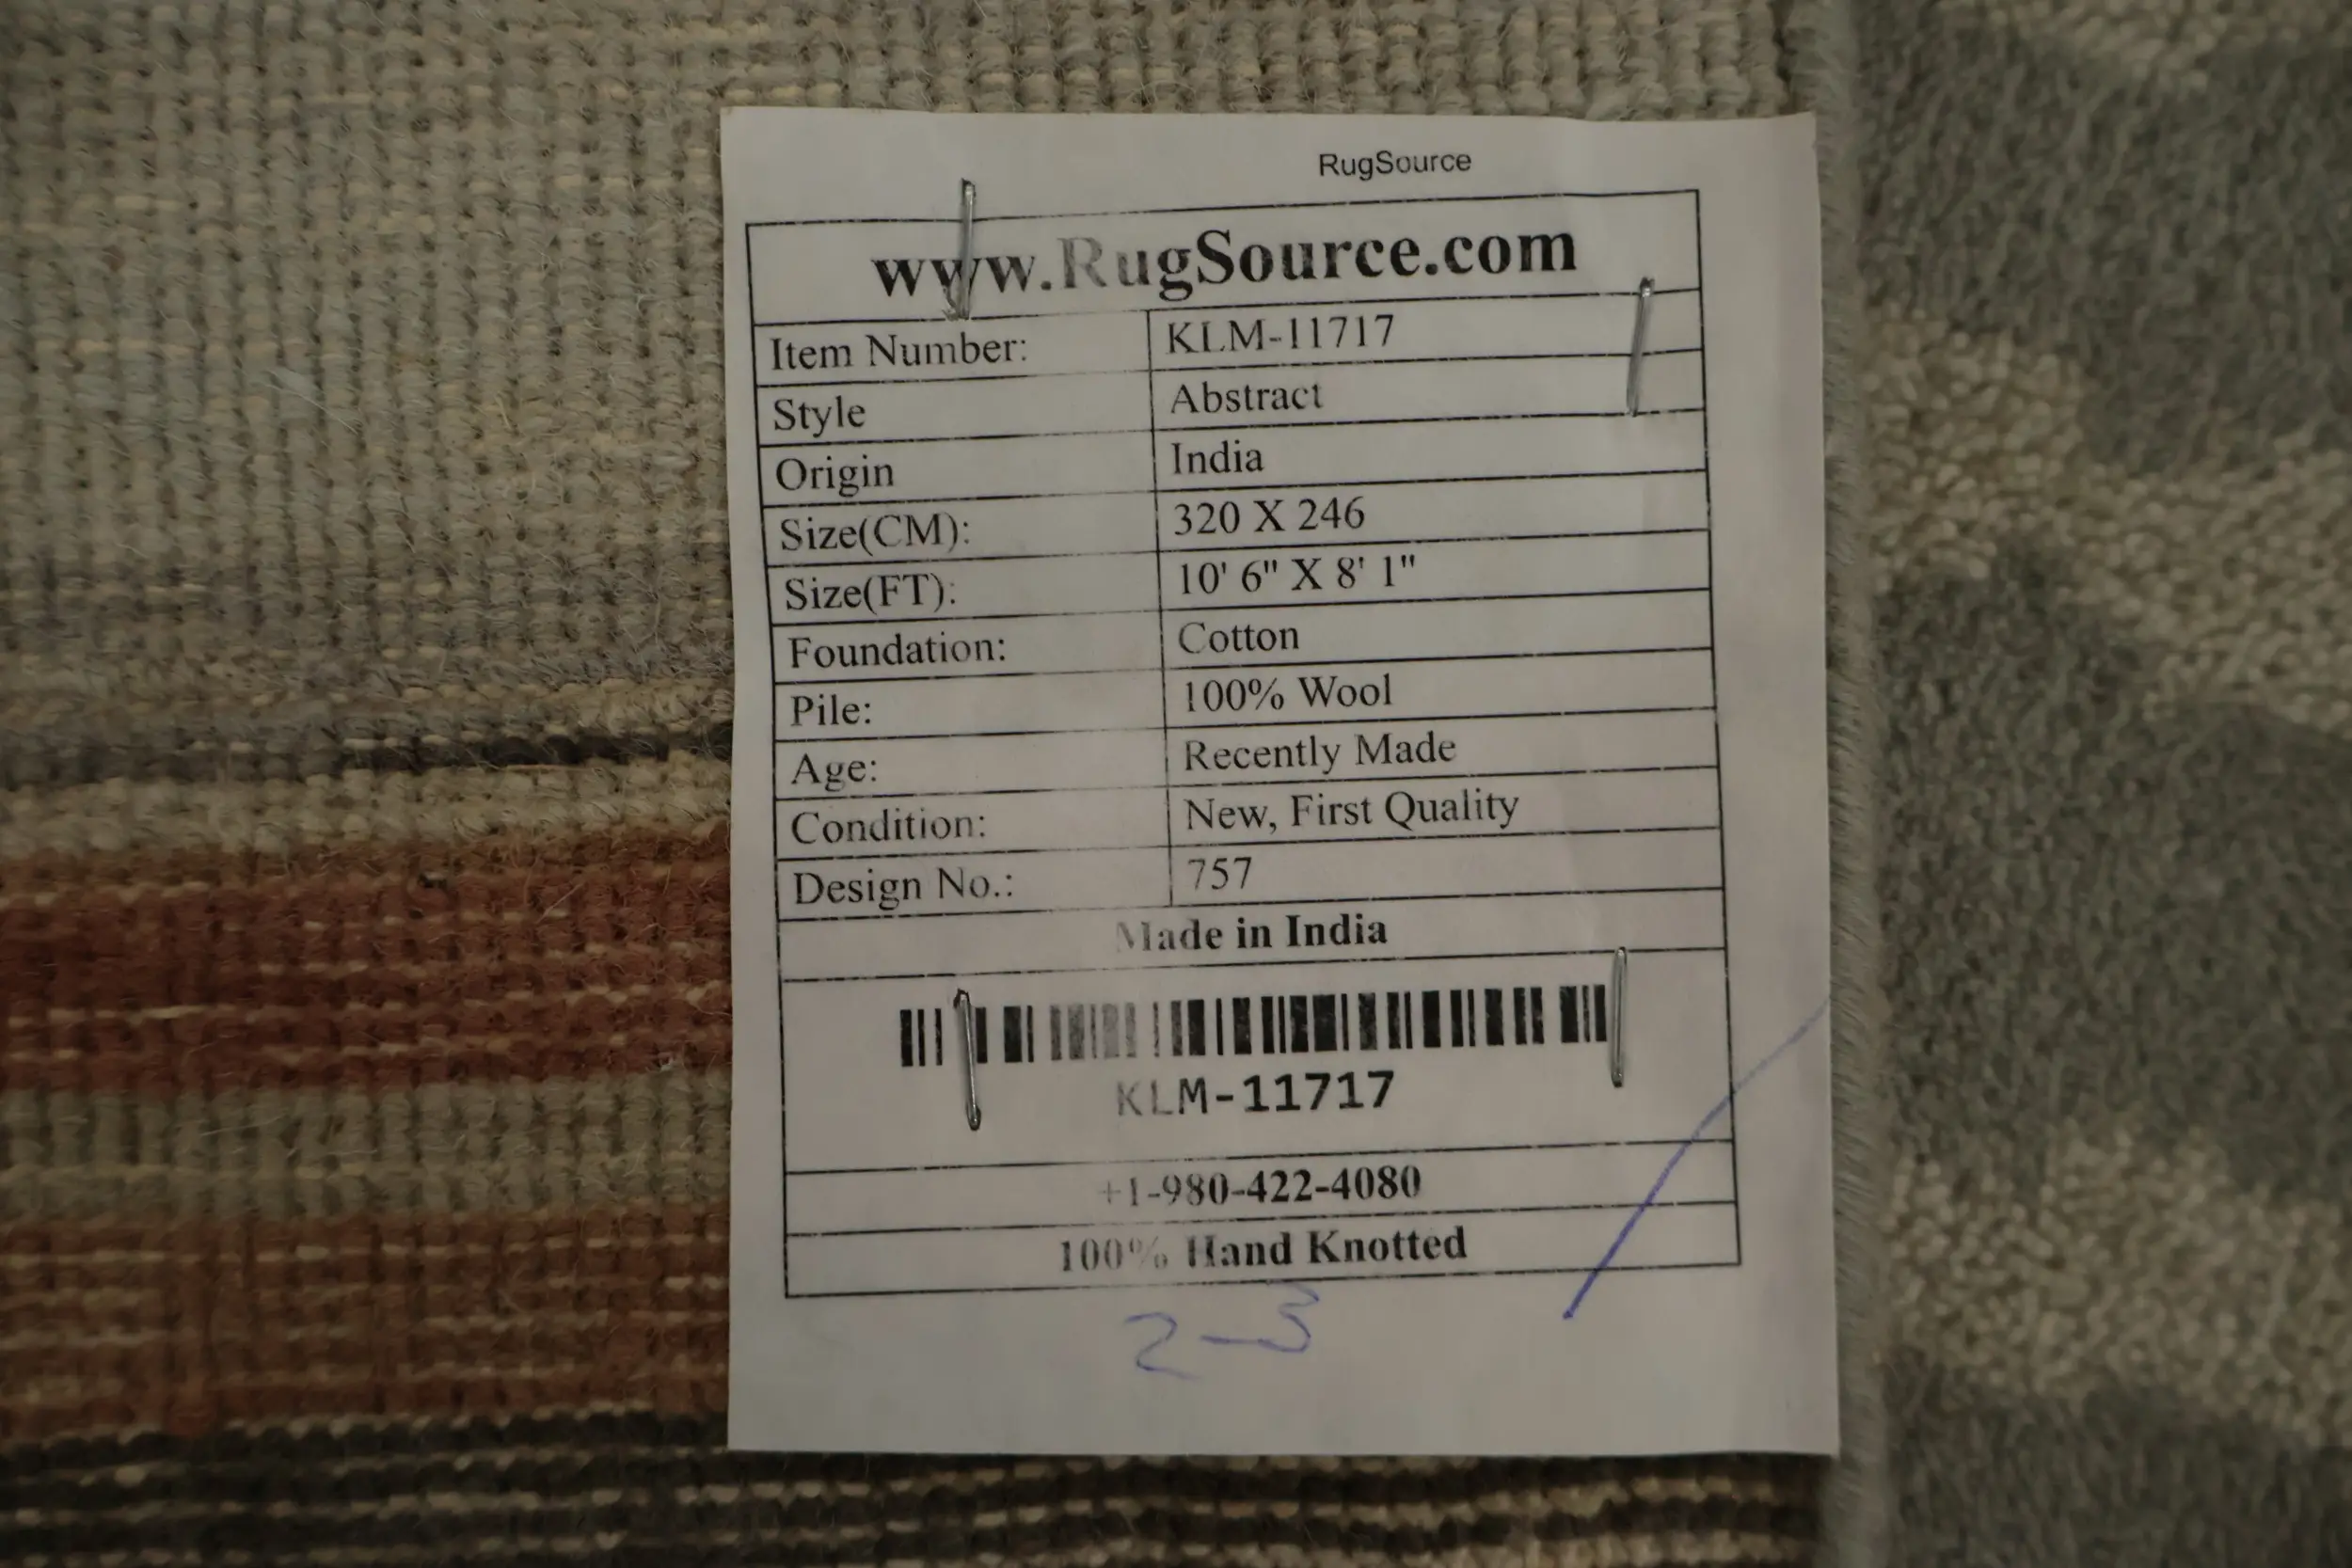 RugSource
www.RugSource.com
Item Number: KLM-11717
Style Abstract
Origin India
Size(CM): 320 X 246
Size(FT): 10' 6" X 8' 1"
Foundation: Cotton
Pile: 100% Wool
Age: Recently Made
Condition: New, First Quality
Design No.: 757
Made in India
KLM-11717
+1-980-422-4080
100% Hand Knotted
2-3